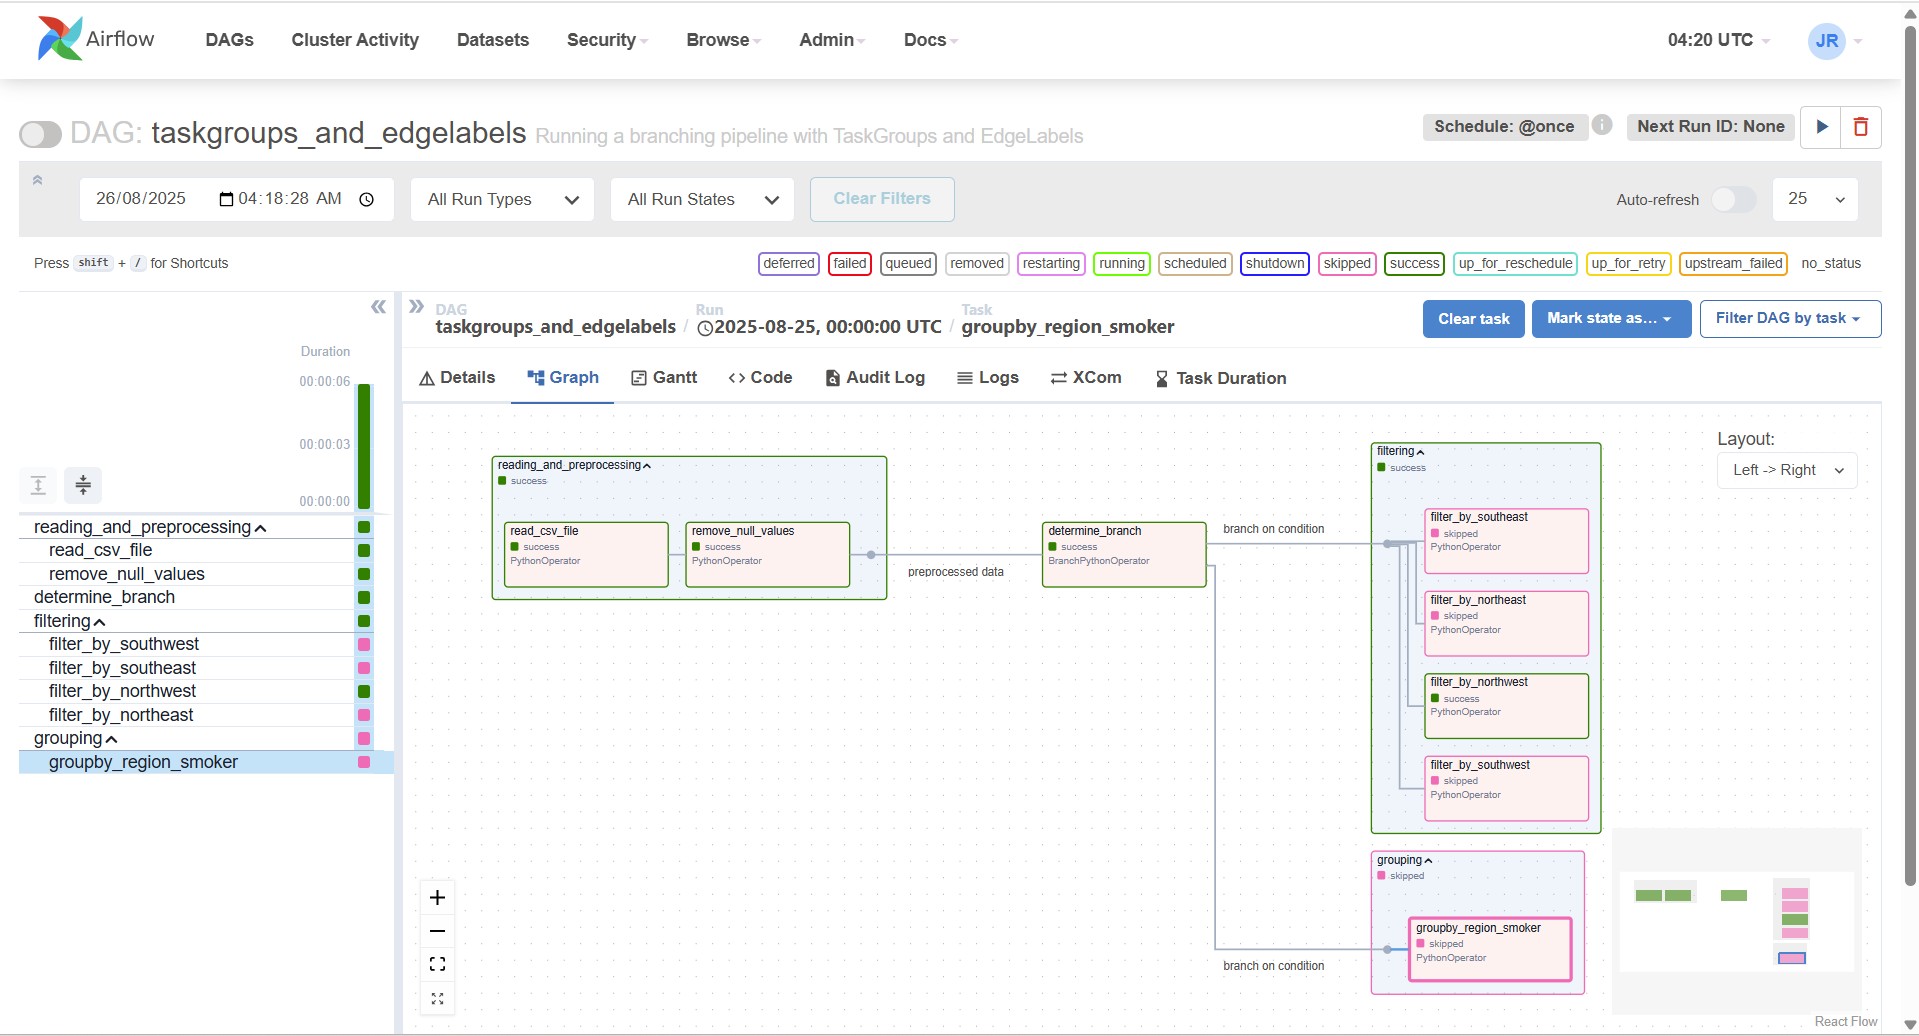 Airflow DAGs Cluster Activity Datasets Security Browse Admin Docs 04:20 UTC JR
DAG: taskgroups_and_edgelabels Running a branching pipeline with TaskGroups and EdgeLabels Schedule: @once i Next Run ID: None
26/08/2025 04:18:28 AM All Run Types All Run States Clear Filters Auto-refresh 25
Press shift + / for Shortcuts deferred failed queued removed restarting running scheduled shutdown skipped success up_for_reschedule up_for_retry upstream_failed no_status
Duration
00:00:06
00:00:03
00:00:00
reading_and_preprocessing
read_csv_file
remove_null_values
determine_branch
filtering
filter_by_southwest
filter_by_southeast
filter_by_northwest
filter_by_northeast
grouping
groupby_region_smoker
DAG Run Task
taskgroups_and_edgelabels / 2025-08-25, 00:00:00 UTC / groupby_region_smoker
Clear task Mark state as... Filter DAG by task
Details Graph Gantt Code Audit Log Logs XCom Task Duration
Layout:
Left -> Right
reading_and_preprocessing
success
read_csv_file
success
PythonOperator
remove_null_values
success
PythonOperator
preprocessed data
determine_branch
success
BranchPythonOperator
branch on condition
filtering
success
filter_by_southeast
skipped
PythonOperator
filter_by_northeast
skipped
PythonOperator
filter_by_northwest
success
PythonOperator
filter_by_southwest
skipped
PythonOperator
branch on condition
grouping
skipped
groupby_region_smoker
skipped
PythonOperator
React Flow